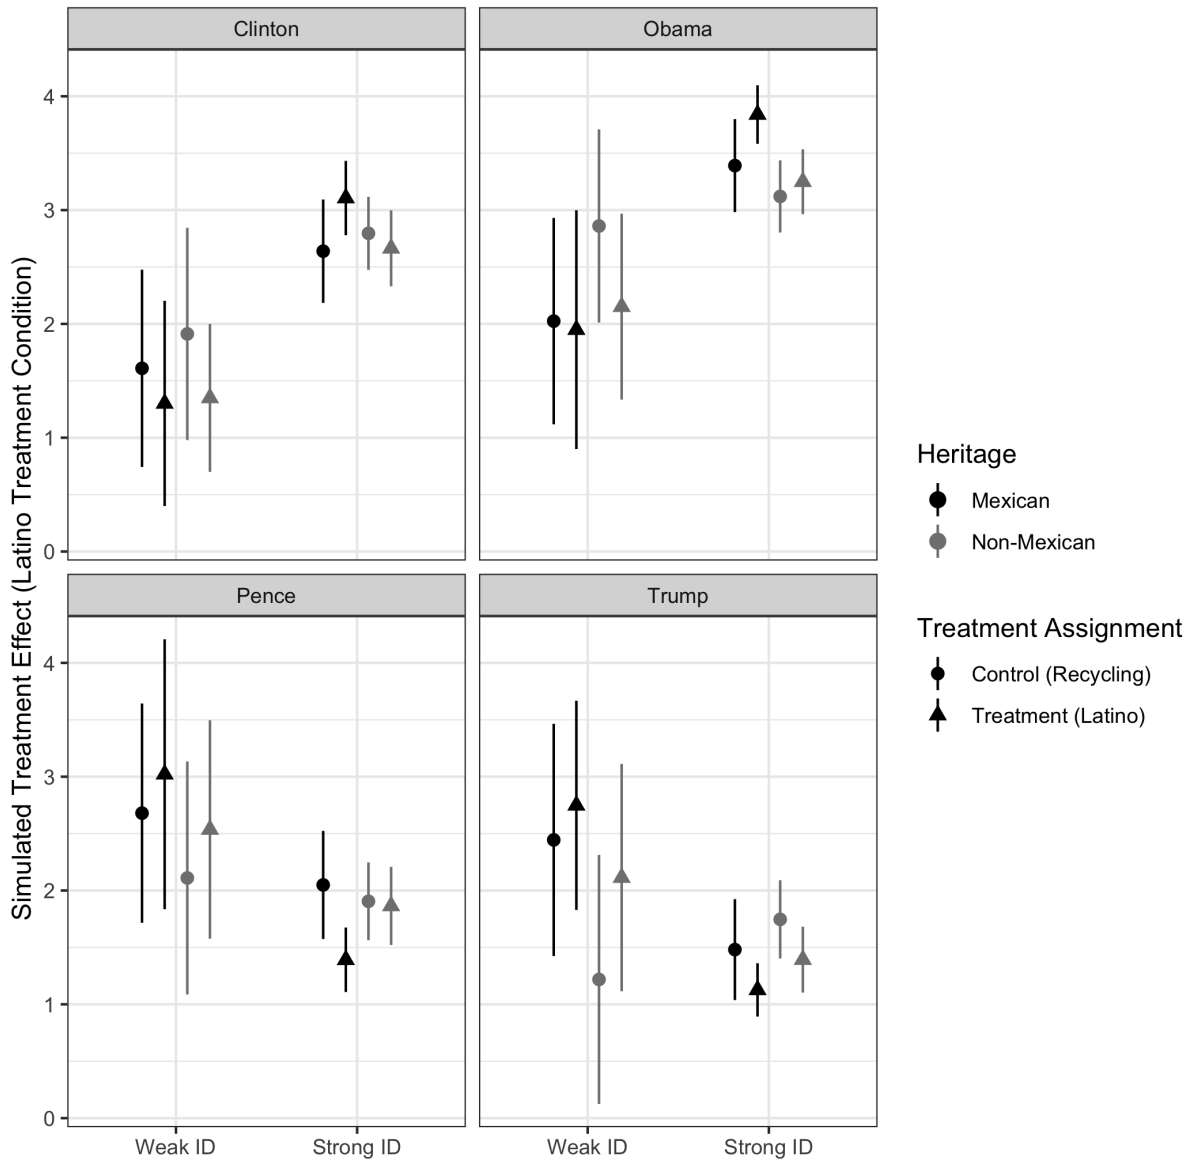 Clinton
Obama
4
3
2
1
0
Pence
Trump
4
3
2
1
0
Weak ID
Strong ID
Weak ID
Strong ID
Simulated Treatment Effect (Latino Treatment Condition)
Heritage
Mexican
Non-Mexican
Treatment Assignment
Control (Recycling)
Treatment (Latino)